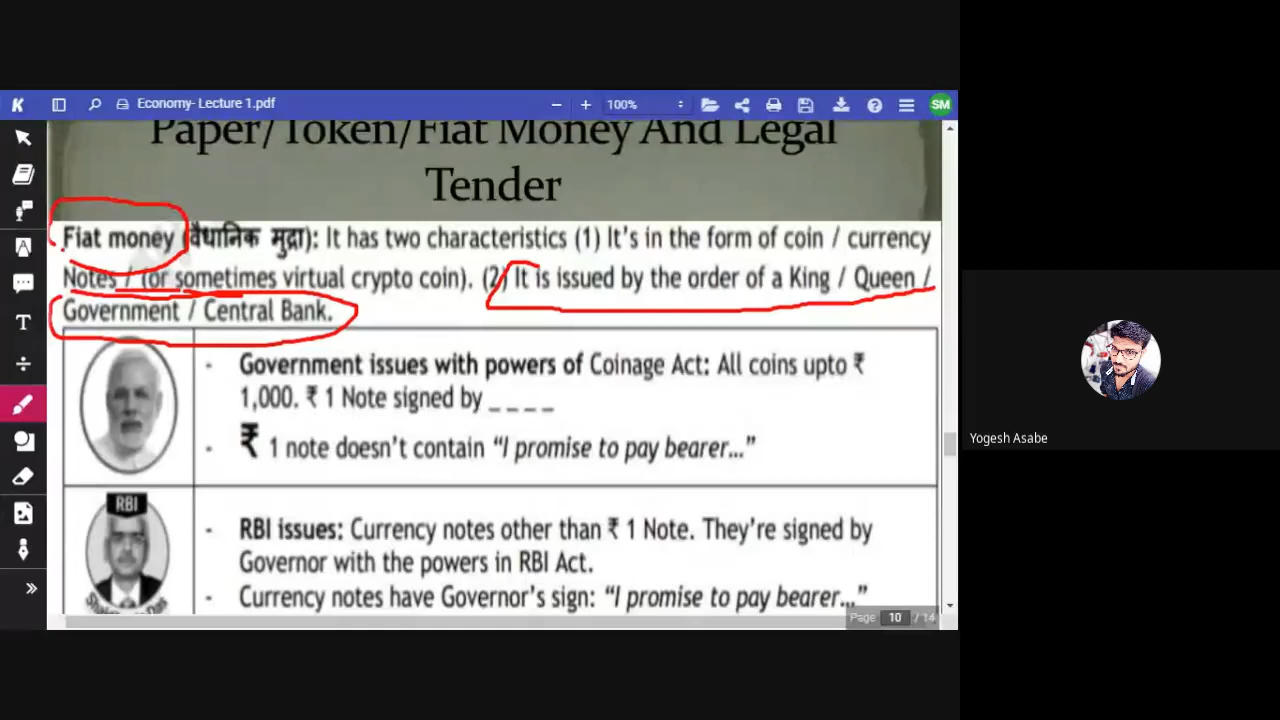 K
Economy- Lecture 1.pdf
100%
SM
Paper/Token/Fiat Money And Legal
Tender
Fiat money (वैधानिक मुद्रा): It has two characteristics (1) It's in the form of coin / currency
Notes / (or sometimes virtual crypto coin). (2) It is issued by the order of a King / Queen /
Government / Central Bank.
- Government issues with powers of Coinage Act: All coins upto ₹
1,000. ₹ 1 Note signed by _ _ _ _
- ₹ 1 note doesn't contain “I promise to pay bearer...”
RBI
- RBI issues: Currency notes other than ₹ 1 Note. They're signed by
Governor with the powers in RBI Act.
- Currency notes have Governor's sign: “I promise to pay bearer...”
Page 10 / 14
Yogesh Asabe